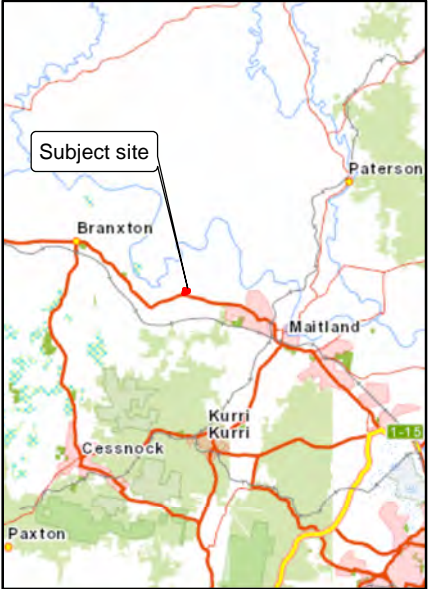 Subject site
Paterson
Branxton
Maitland
Kurri
Kurri
1-15
Cessnock
Paxton